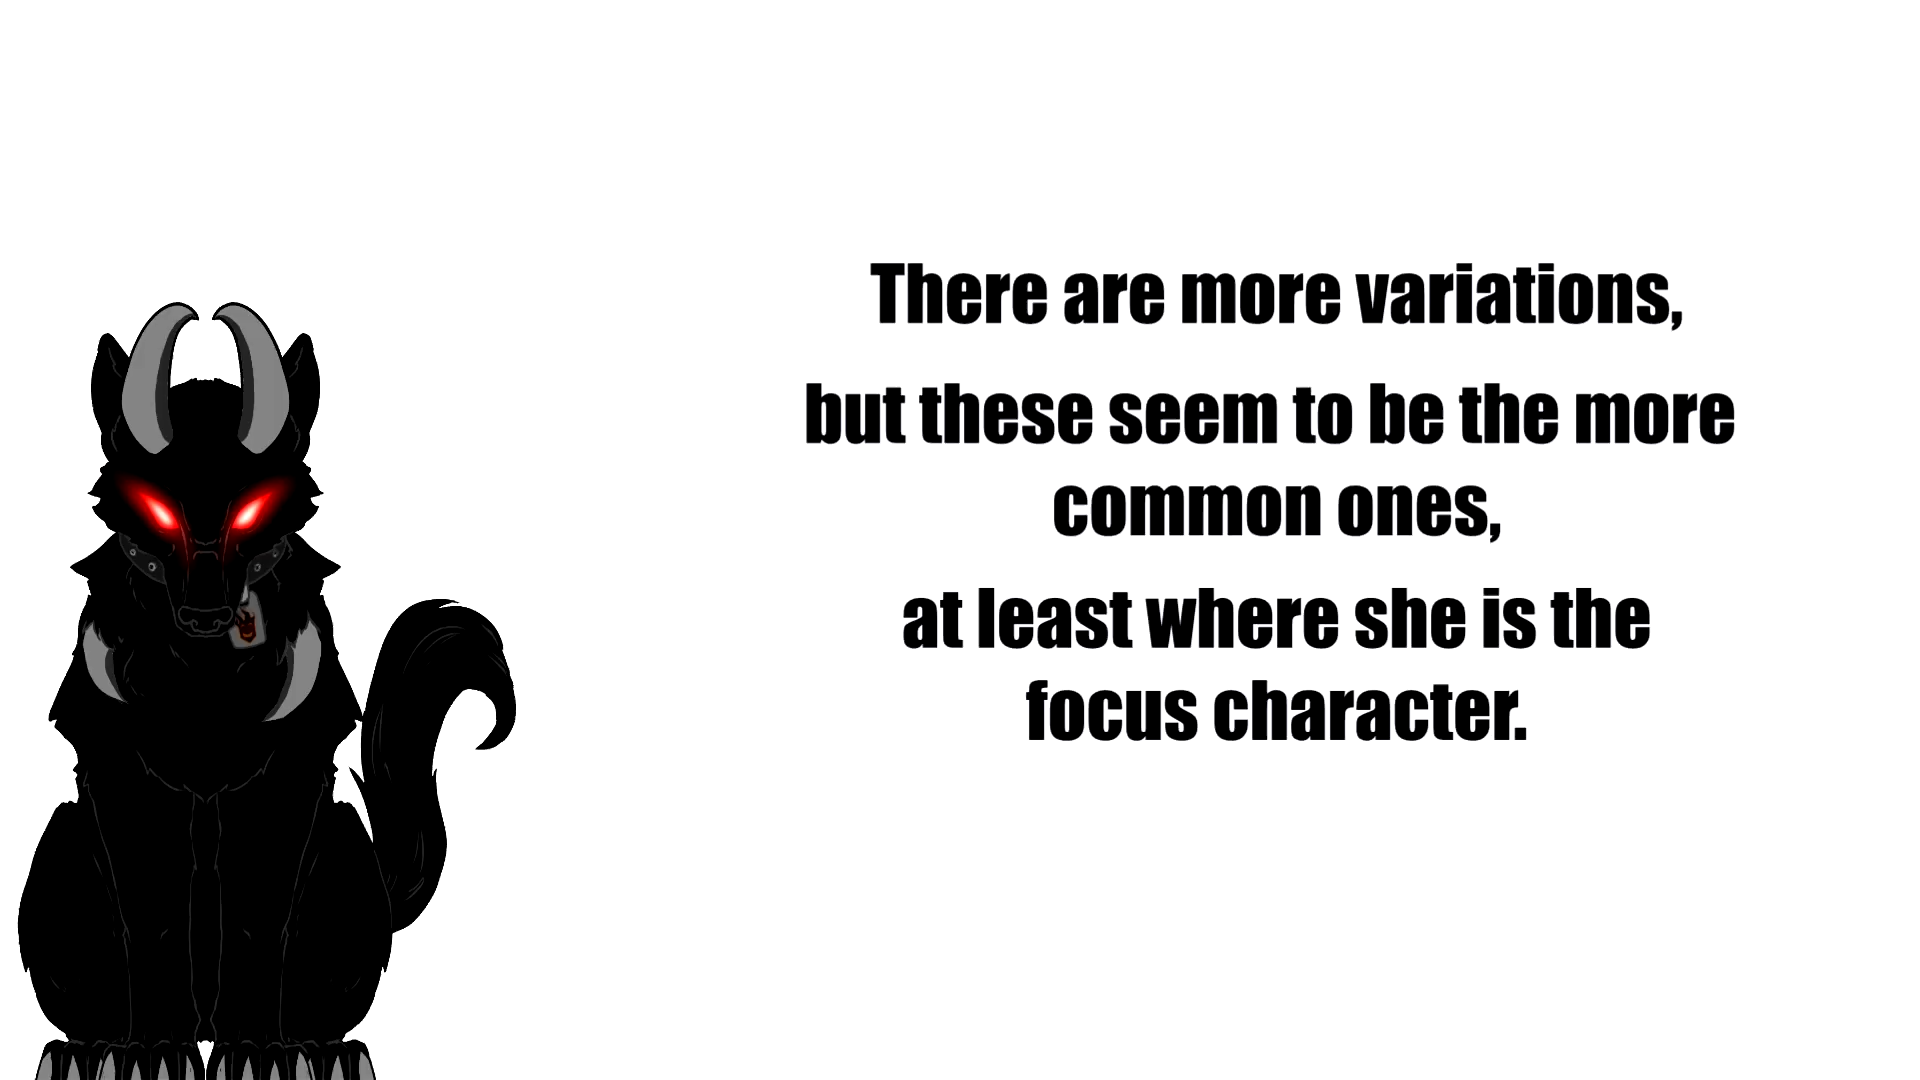 There are more variations,
but these seem to be the more
common ones,
at least where she is the
focus character.